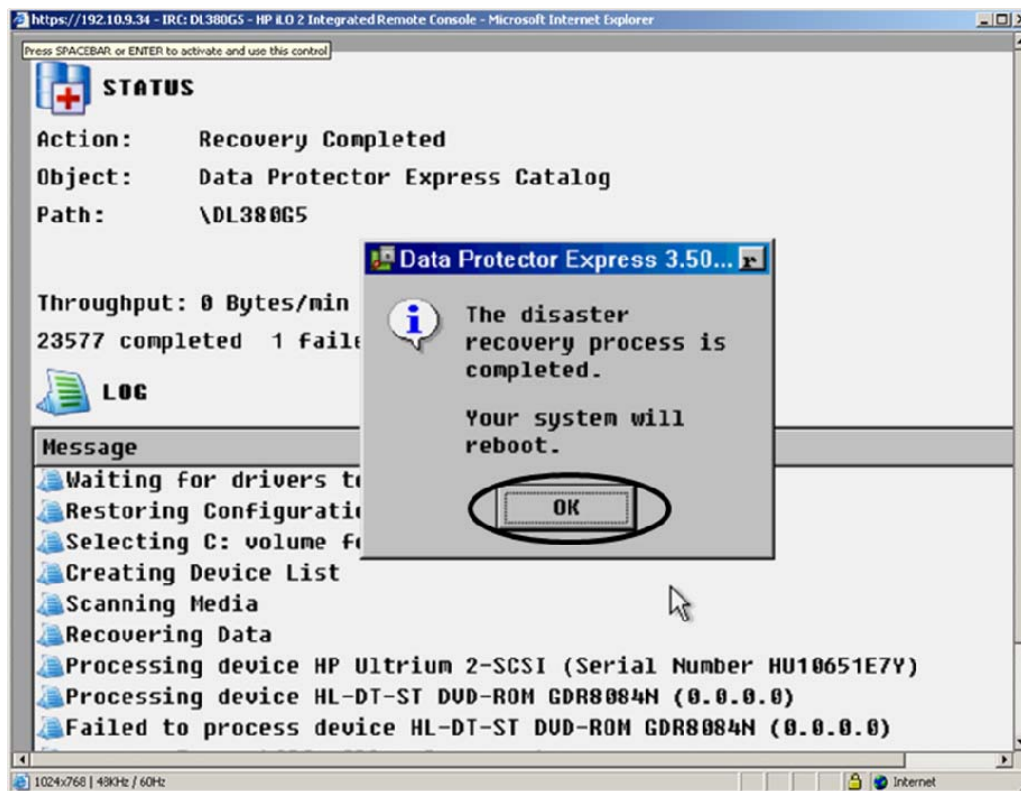 https://192.10.9.34 - IRC: DL380G5 - HP iLO 2 Integrated Remote Console - Microsoft Internet Explorer
Press SPACEBAR or ENTER to activate and use this control
STATUS
Action: Recovery Completed
Object: Data Protector Express Catalog
Path: \DL380G5
Throughput: 0 Bytes/min
23577 completed 1 faile
Data Protector Express 3.50... r
The disaster
recovery process is
completed.
Your system will
reboot.
OK
LOG
Message
Waiting for drivers to
Restoring Configuratio
Selecting C: volume fo
Creating Device List
Scanning Media
Recovering Data
Processing device HP Ultrium 2-SCSI (Serial Number HU10651E7Y)
Processing device HL-DT-ST DVD-ROM GDR8084N (0.0.0.0)
Failed to process device HL-DT-ST DVD-ROM GDR8084N (0.0.0.0)
1024x768 | 48KHz / 60Hz
Internet